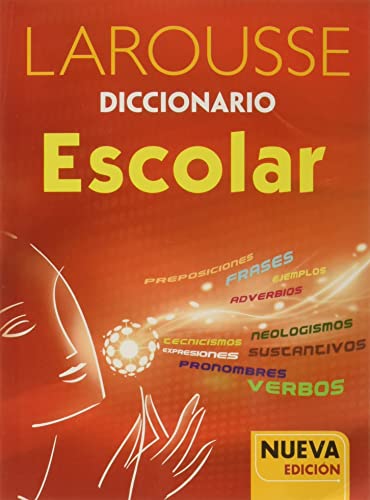 LAROUSSE
DICCIONARIO
Escolar
PREPOSICIONES
FRASES
EJEMPLOS
ADVERBIOS
TECNICISMOS
NEOLOGISMOS
EXPRESIONES
SUSTANTIVOS
PRONOMBRES
VERBOS
NUEVA
EDICIÓN